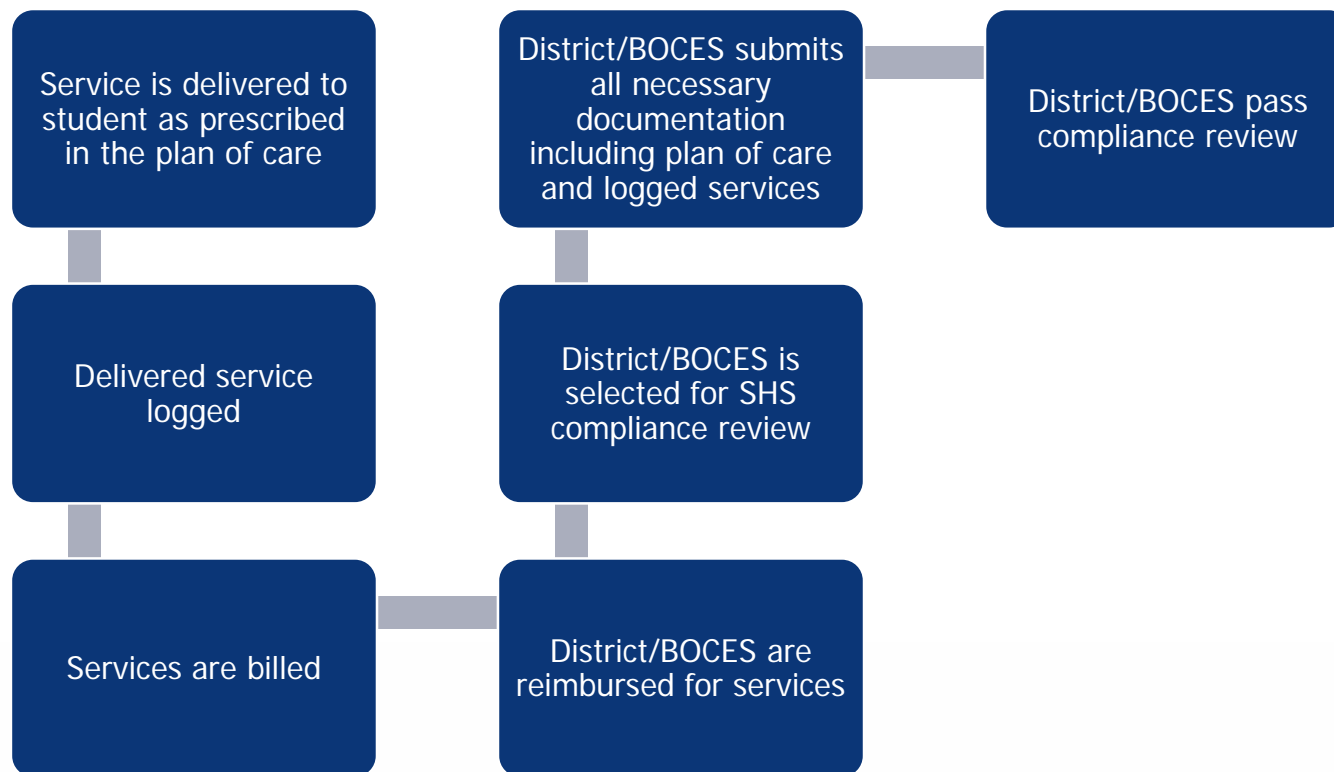 Service is delivered to
student as prescribed
in the plan of care
Delivered service
logged
Services are billed
District/BOCES are
reimbursed for services
District/BOCES is
selected for SHS
compliance review
District/BOCES submits
all necessary
documentation
including plan of care
and logged services
District/BOCES pass
compliance review